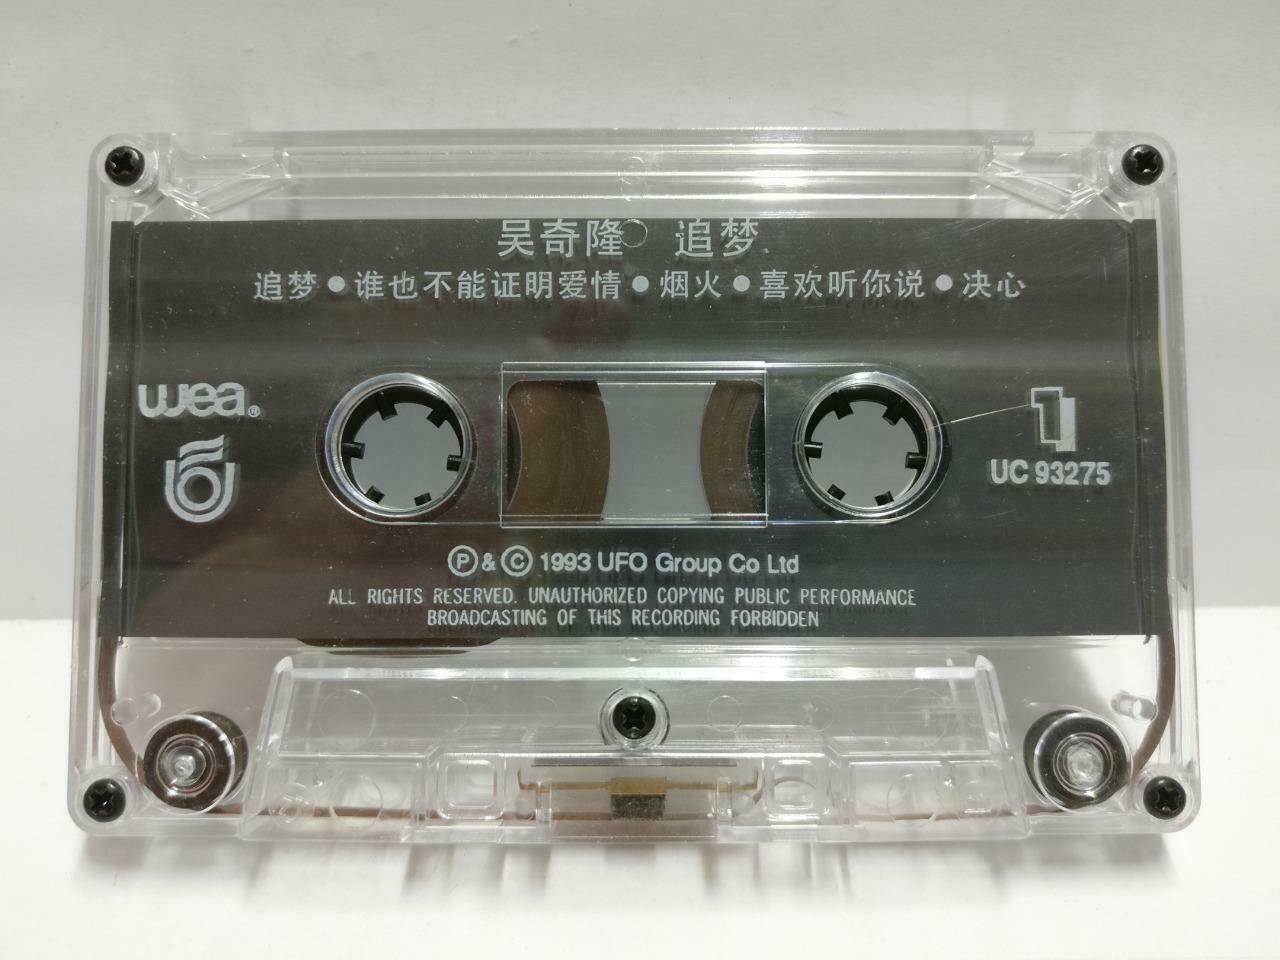 吴奇隆 追梦
追梦●谁也不能证明爱情●烟火●喜欢听你说●决心
wea®
1
UC 93275
Ⓟ & © 1993 UFO Group Co Ltd
ALL RIGHTS RESERVED. UNAUTHORIZED COPYING PUBLIC PERFORMANCE
BROADCASTING OF THIS RECORDING FORBIDDEN